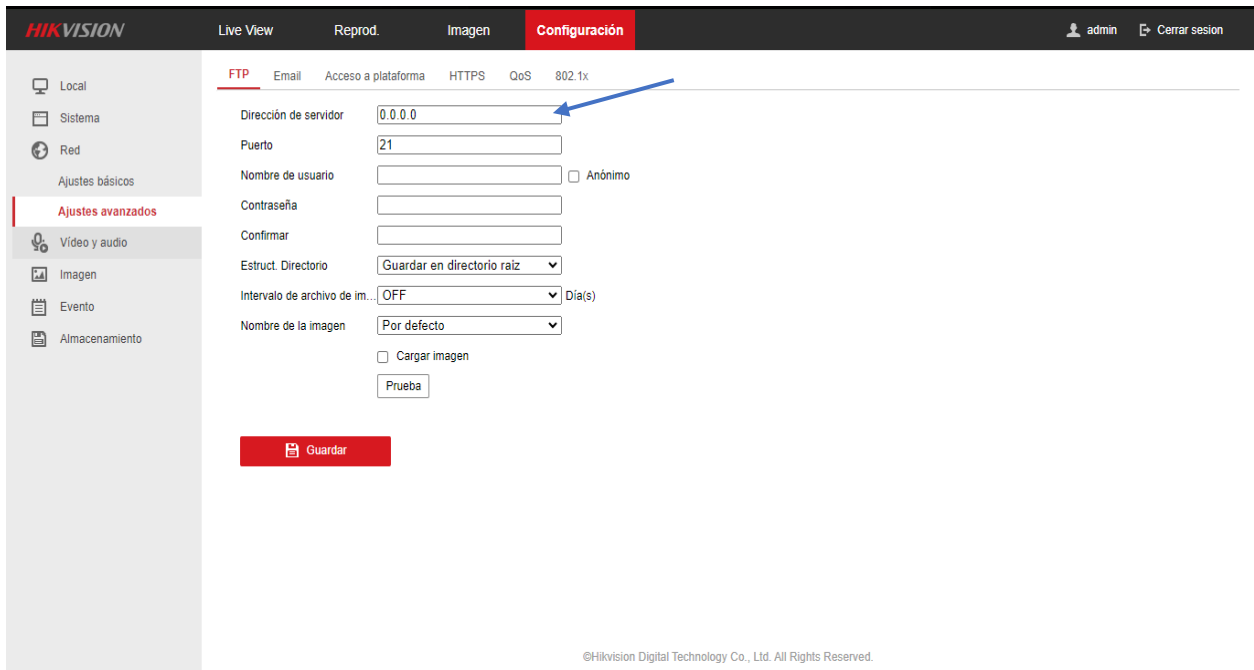 HIKVISION Live View Reprod. Imagen Configuración admin Cerrar sesion
FTP Email Acceso a plataforma HTTPS QoS 802.1x
Local
Sistema
Red
Ajustes básicos
Ajustes avanzados
Vídeo y audio
Imagen
Evento
Almacenamiento
Dirección de servidor 0.0.0.0
Puerto 21
Nombre de usuario Anónimo
Contraseña
Confirmar
Estruct. Directorio Guardar en directorio raiz
Intervalo de archivo de im... OFF Día(s)
Nombre de la imagen Por defecto
Cargar imagen
Prueba
Guardar
©Hikvision Digital Technology Co., Ltd. All Rights Reserved.